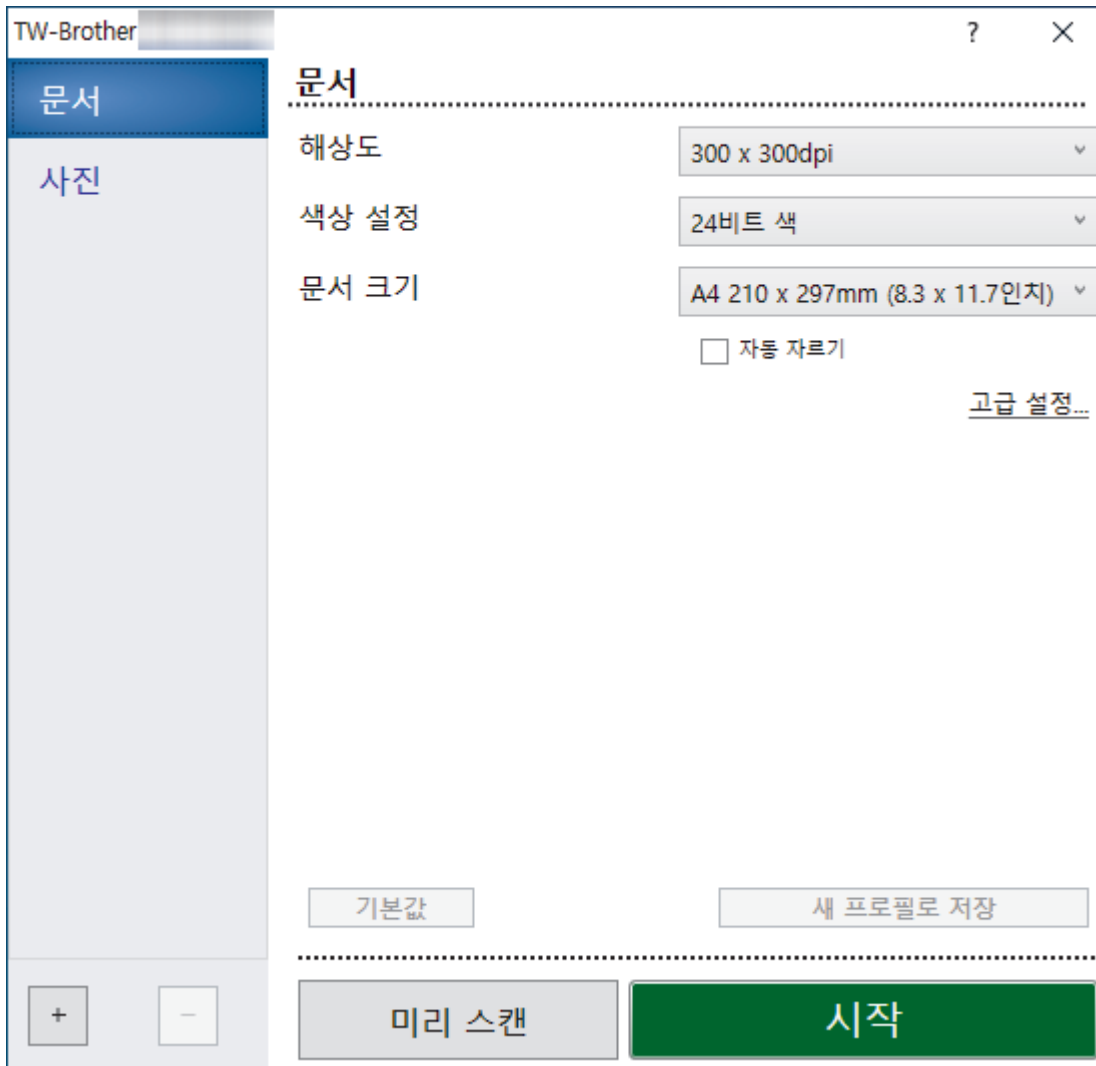 TW-Brother
?
문서
사진
문서
해상도
300 x 300dpi
색상 설정
24비트 색
문서 크기
A4 210 x 297mm (8.3 x 11.7인치)
자동 자르기
고급 설정...
기본값
새 프로필로 저장
+
-
미리 스캔
시작